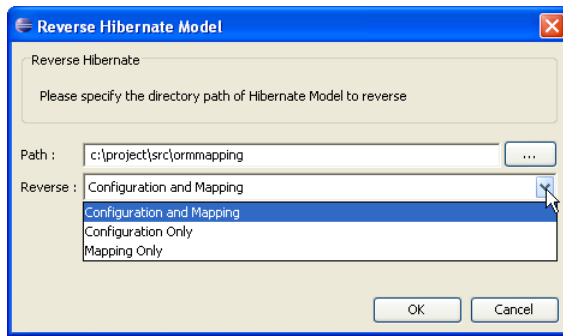 Reverse Hibernate Model
Reverse Hibernate
Please specify the directory path of Hibernate Model to reverse
Path : c:\project\src\ormmapping ...
Reverse : Configuration and Mapping
Configuration and Mapping
Configuration Only
Mapping Only
OK Cancel